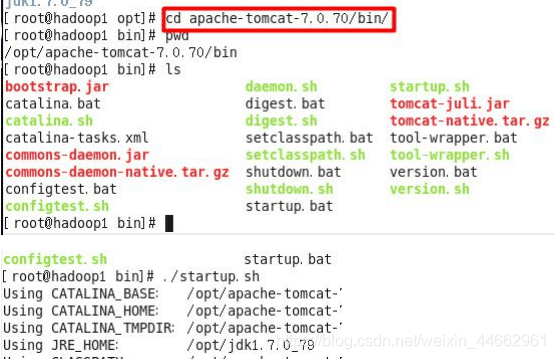 jdk1.7.0_79
[root@hadoop1 opt]# cd apache-tomcat-7.0.70/bin/
[root@hadoop1 bin]# pwd
/opt/apache-tomcat-7.0.70/bin
[root@hadoop1 bin]# ls
bootstrap.jar daemon.sh startup.sh
catalina.bat digest.bat tomcat-juli.jar
catalina.sh digest.sh tomcat-native.tar.gz
catalina-tasks.xml setclasspath.bat tool-wrapper.bat
commons-daemon.jar setclasspath.sh tool-wrapper.sh
commons-daemon-native.tar.gz shutdown.bat version.bat
configtest.bat shutdown.sh version.sh
configtest.sh startup.bat
[root@hadoop1 bin]#
configtest.sh startup.bat
[root@hadoop1 bin]# ./startup.sh
Using CATALINA_BASE: /opt/apache-tomcat-
Using CATALINA_HOME: /opt/apache-tomcat-
Using CATALINA_TMPDIR: /opt/apache-tomcat-
Using JRE_HOME: /opt/jdk1.7.0_79
https://blog.csdn.net/weixin_44662961